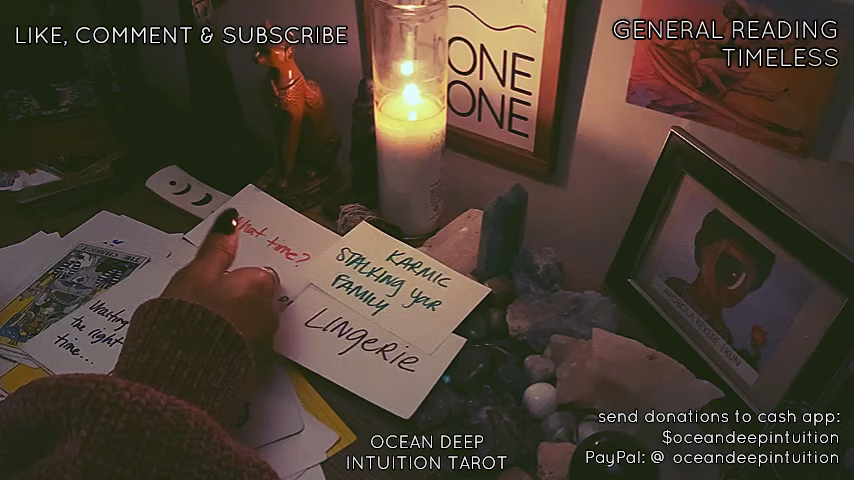 LIKE, COMMENT & SUBSCRIBE
GENERAL READING
TIMELESS
ONE
ONE
What time?
KARMIC
STALKING YOUR
FAMILY
LINGERIE
Waiting
the right
time...
send donations to cash app:
$oceandeepintuition
PayPal: @ oceandeepintuition
OCEAN DEEP
INTUITION TAROT